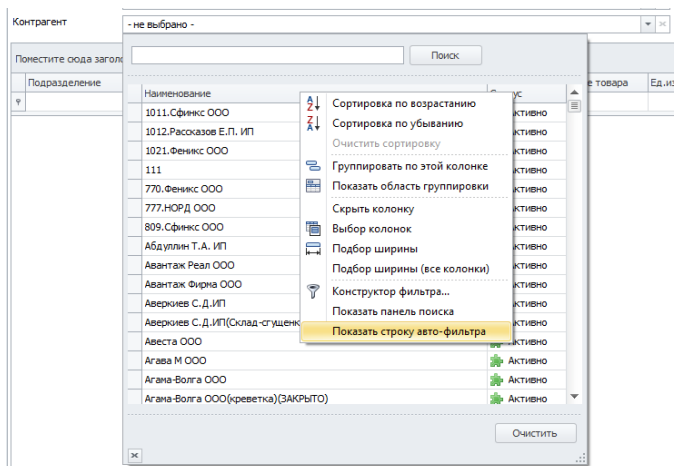 Контрагент
- не выбрано -
Поместите сюда загол
Поиск
Подразделение
е товара
Ед.из
Наименование
ус
1011.Сфинкс ООО
Активно
1012.Рассказов Е.П. ИП
Активно
1021.Феникс ООО
Активно
111
Активно
770.Феникс ООО
Активно
777.НОРД ООО
Активно
809.Сфинкс ООО
Активно
Абдуллин Т.А. ИП
Активно
Авантаж Реал ООО
Активно
Авантаж Фирма ООО
Активно
Аверкиев С.Д.ИП
Активно
Аверкиев С.Д.ИП(Склад-сгущенк
Активно
Авеста ООО
Активно
Агава М ООО
Активно
Агама-Волга ООО
Активно
Агама-Волга ООО(креветка)(ЗАКРЫТО)
Активно
Сортировка по возрастанию
Сортировка по убыванию
Очистить сортировку
Группировать по этой колонке
Показать область группировки
Скрыть колонку
Выбор колонок
Подбор ширины
Подбор ширины (все колонки)
Конструктор фильтра...
Показать панель поиска
Показать строку авто-фильтра
Очистить